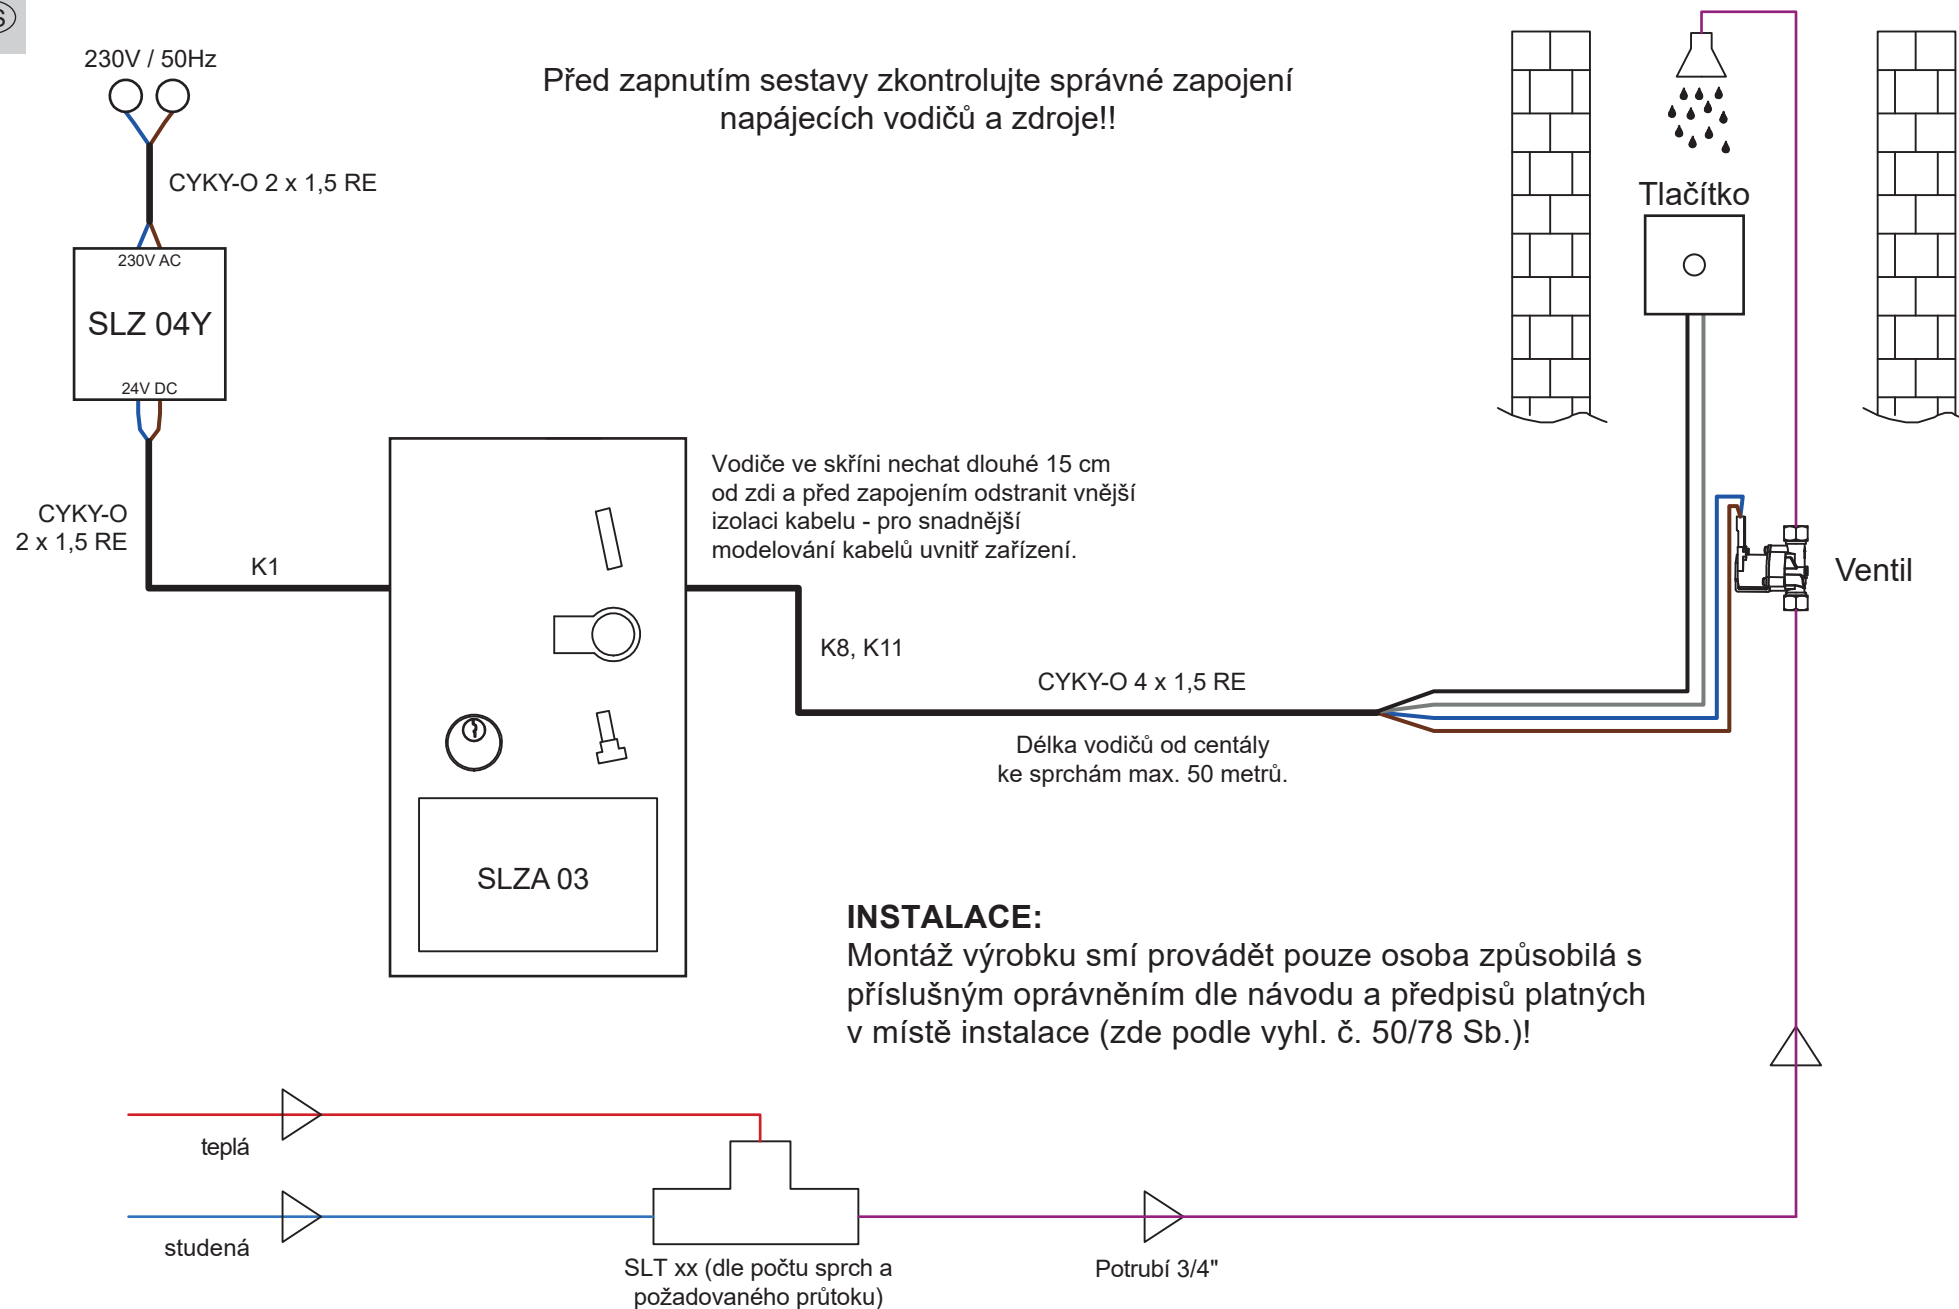 230V / 50Hz
Před zapnutím sestavy zkontrolujte správné zapojení
napájecích vodičů a zdroje!!
CYKY-O 2 x 1,5 RE
Tlačítko
230V AC
SLZ 04Y
24V DC
Vodiče ve skříni nechat dlouhé 15 cm
od zdi a před zapojením odstranit vnější
izolaci kabelu - pro snadnější
modelování kabelů uvnitř zařízení.
CYKY-O
2 x 1,5 RE
K1
Ventil
K8, K11
CYKY-O 4 x 1,5 RE
Délka vodičů od centály
ke sprchám max. 50 metrů.
SLZA 03
INSTALACE:
Montáž výrobku smí provádět pouze osoba způsobilá s
příslušným oprávněním dle návodu a předpisů platných
v místě instalace (zde podle vyhl. č. 50/78 Sb.)!
teplá
studená
SLT xx (dle počtu sprch a
požadovaného průtoku)
Potrubí 3/4"